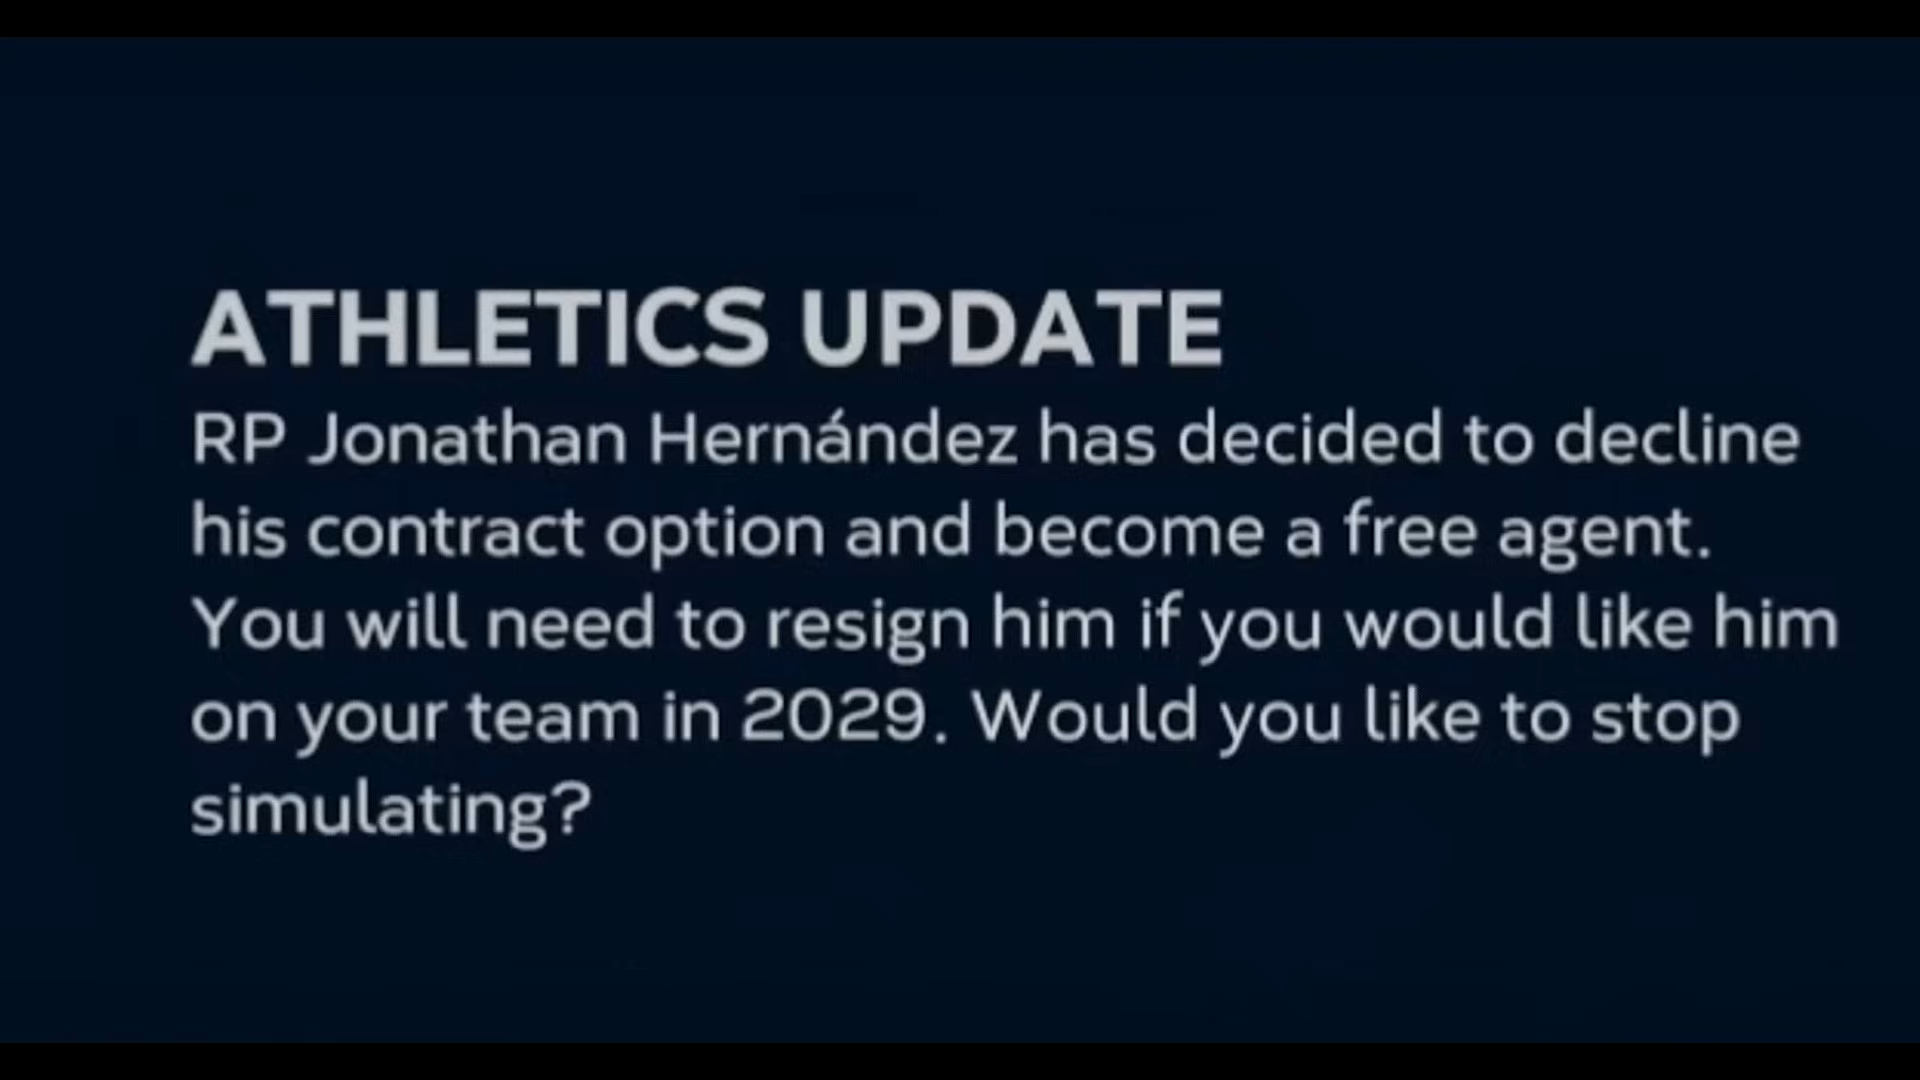 ATHLETICS UPDATE
RP Jonathan Hernández has decided to decline
his contract option and become a free agent.
You will need to resign him if you would like him
on your team in 2029. Would you like to stop
simulating?